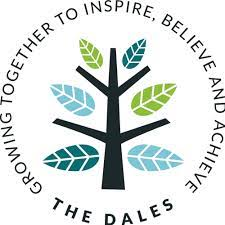 GROWING TOGETHER TO INSPIRE, BELIEVE AND ACHIEVE
THE DALES